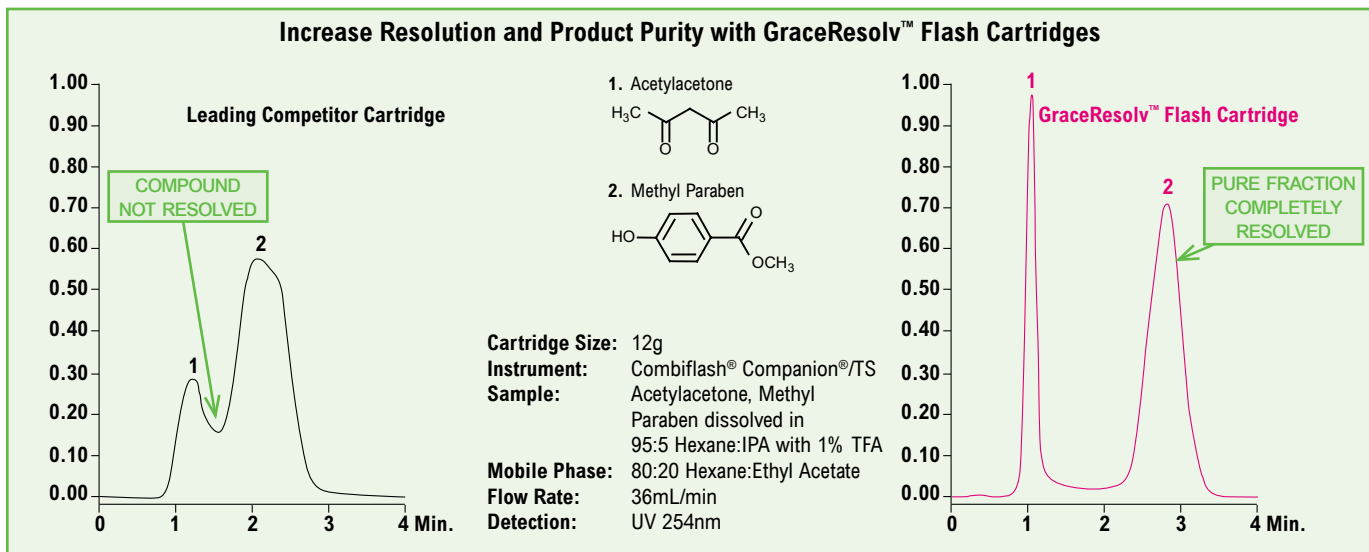 Increase Resolution and Product Purity with GraceResolv™ Flash Cartridges
1.00
0.90
0.80
0.70
0.60
0.50
0.40
0.30
0.20
0.10
0.00
0
1
2
3
4 Min.
Leading Competitor Cartridge
COMPOUND
NOT RESOLVED
1
2
1. Acetylacetone
H₃C
CH₃
O
O
2. Methyl Paraben
HO
O
OCH₃
Cartridge Size: 12g
Instrument: Combiflash® Companion®/TS
Sample: Acetylacetone, Methyl
Paraben dissolved in
95:5 Hexane:IPA with 1% TFA
Mobile Phase: 80:20 Hexane:Ethyl Acetate
Flow Rate: 36mL/min
Detection: UV 254nm
1.00
0.90
0.80
0.70
0.60
0.50
0.40
0.30
0.20
0.10
0.00
0
1
2
3
4 Min.
1
GraceResolv™ Flash Cartridge
2
PURE FRACTION
COMPLETELY
RESOLVED